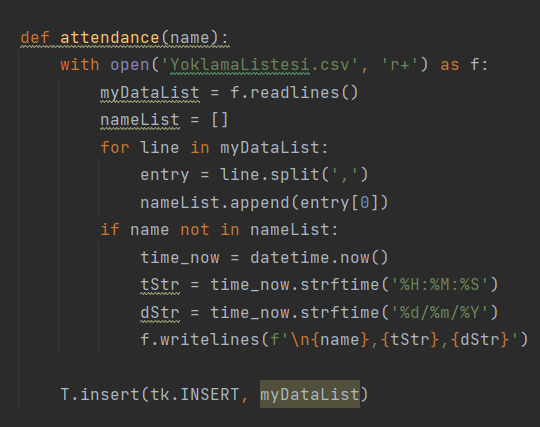 def attendance(name):
    with open('YoklamaListesi.csv', 'r+') as f:
        myDataList = f.readlines()
        nameList = []
        for line in myDataList:
            entry = line.split(',')
            nameList.append(entry[0])
        if name not in nameList:
            time_now = datetime.now()
            tStr = time_now.strftime('%H:%M:%S')
            dStr = time_now.strftime('%d/%m/%Y')
            f.writelines(f'\n{name},{tStr},{dStr}')
    T.insert(tk.INSERT, myDataList)